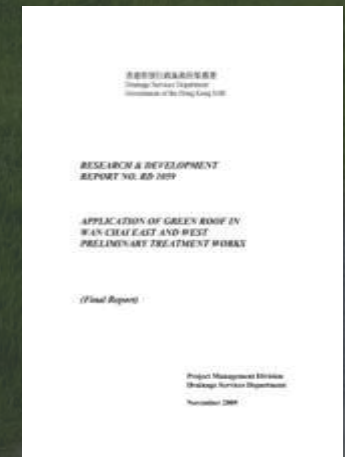 Drainage Services Department
Government of the Hong Kong SAR
RESEARCH & DEVELOPMENT
REPORT NO. RD 1059
APPLICATION OF GREEN ROOF IN
WAN CHAI EAST AND WEST
PRELIMINARY TREATMENT WORKS
(Final Report)
Project Management Division
Drainage Services Department
November 2009